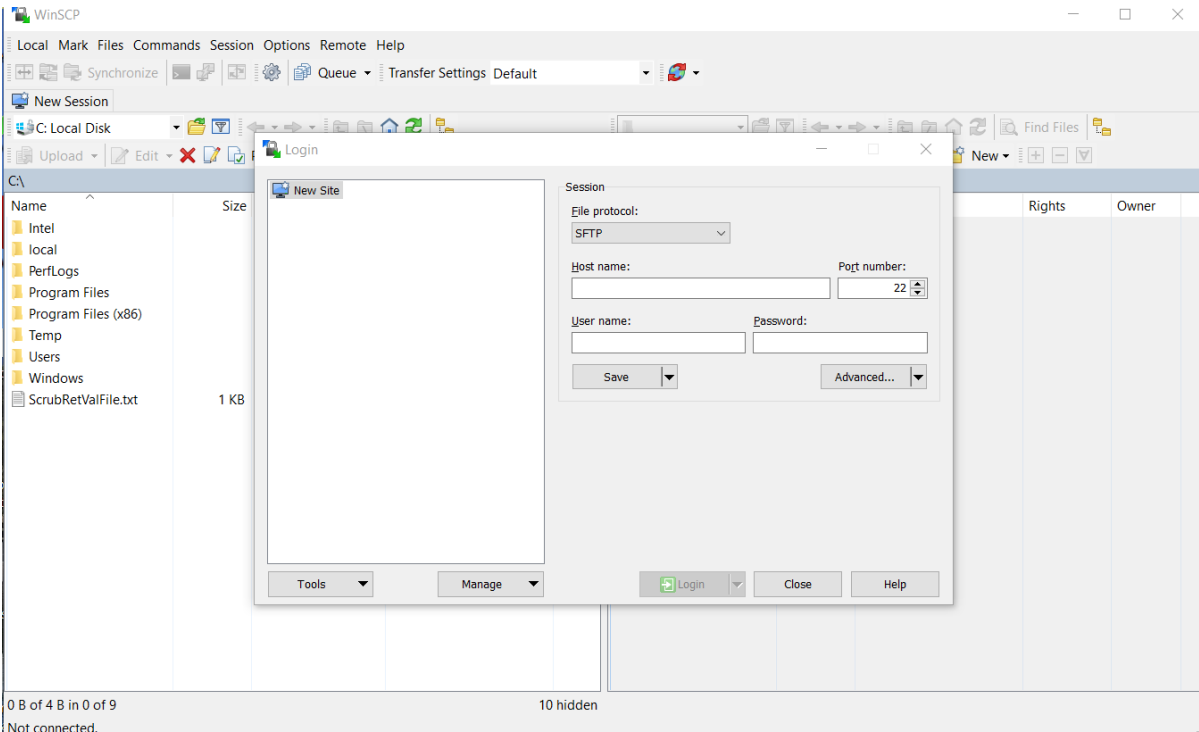 WinSCP
Local Mark Files Commands Session Options Remote Help
Synchronize Queue Transfer Settings Default
New Session
C: Local Disk Find Files
Upload Edit New
C:\
Name Size Rights Owner
Intel
local
PerfLogs
Program Files
Program Files (x86)
Temp
Users
Windows
ScrubRetValFile.txt 1 KB
Login
New Site
Session
File protocol:
SFTP
Host name: Port number:
22
User name: Password:
Save Advanced...
Tools Manage Login Close Help
0 B of 4 B in 0 of 9 10 hidden
Not connected.